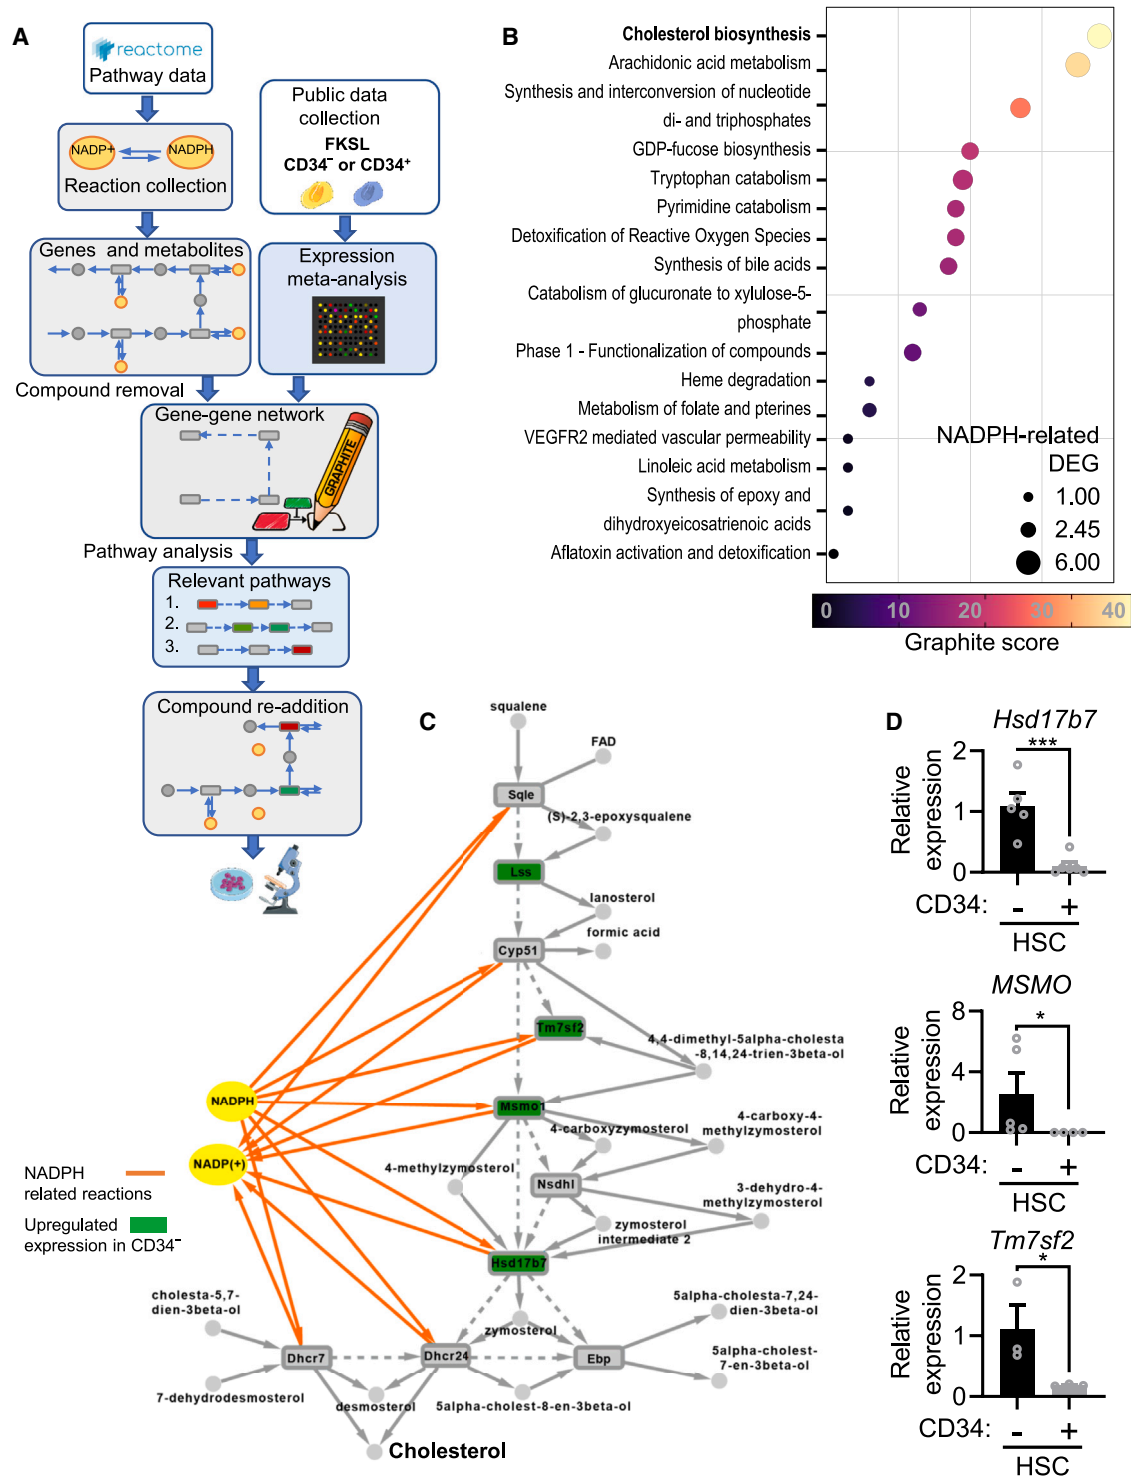 A
reactome
Pathway data
NADP+
NADPH
Reaction collection
Public data
collection
FKSL
CD34⁻ or CD34⁺
Genes and metabolites
Expression
meta-analysis
Compound removal
Gene-gene network
GRAPHITE
Pathway analysis
Relevant pathways
1.
2.
3.
Compound re-addition
B
Cholesterol biosynthesis
Arachidonic acid metabolism
Synthesis and interconversion of nucleotide
di- and triphosphates
GDP-fucose biosynthesis
Tryptophan catabolism
Pyrimidine catabolism
Detoxification of Reactive Oxygen Species
Synthesis of bile acids
Catabolism of glucuronate to xylulose-5-
phosphate
Phase 1 - Functionalization of compounds
Heme degradation
Metabolism of folate and pterines
VEGFR2 mediated vascular permeability
Linoleic acid metabolism
Synthesis of epoxy and
dihydroxyeicosatrienoic acids
Aflatoxin activation and detoxification
NADPH-related
DEG
1.00
2.45
6.00
0 10 20 30 40
Graphite score
C
squalene
FAD
Sqle
(S)-2,3-epoxysqualene
Lss
lanosterol
formic acid
Cyp51
Tm7sf2
4,4-dimethyl-5alpha-cholesta
-8,14,24-trien-3beta-ol
NADPH
Msmo1
4-carboxy-4-
methylzymosterol
4-carboxyzymosterol
NADP(+)
4-methylzymosterol
Nsdhl
3-dehydro-4-
methylzymosterol
zymosterol
intermediate 2
Hsd17b7
NADPH
related reactions
Upregulated
expression in CD34⁻
cholesta-5,7-
dien-3beta-ol
5alpha-cholesta-7,24-
dien-3beta-ol
zymosterol
Dhcr7
Dhcr24
Ebp
5alpha-cholest-
7-en-3beta-ol
7-dehydrodesmosterol
desmosterol
5alpha-cholest-8-en-3beta-ol
Cholesterol
D
Hsd17b7
***
Relative
expression
2
1
0
CD34: - +
HSC
MSMO
*
Relative
expression
8
4
0
CD34: - +
HSC
Tm7sf2
*
Relative
expression
2
1
0
CD34: - +
HSC